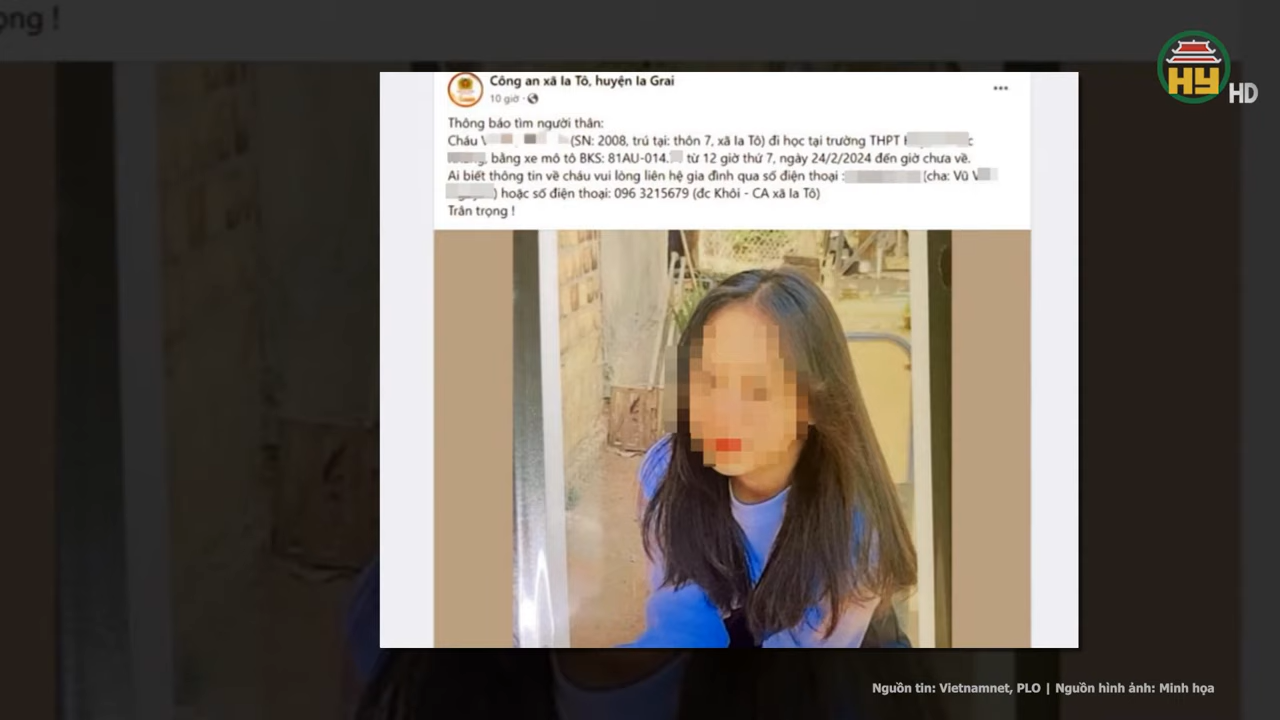 ọng !
HY
HD
Công an xã Ia Tô, huyện Ia Grai
10 giờ ·
Thông báo tìm người thân:
Cháu V (SN: 2008, trú tại: thôn 7, xã Ia Tô) đi học tại trường THPT
, bằng xe mô tô BKS: 81AU-014. từ 12 giờ thứ 7, ngày 24/2/2024 đến giờ chưa về.
Ai biết thông tin về cháu vui lòng liên hệ gia đình qua số điện thoại : (cha: Vũ V
) hoặc số điện thoại: 096 3215679 (đc Khôi - CA xã Ia Tô)
Trân trọng !
Nguồn tin: Vietnamnet, PLO | Nguồn hình ảnh: Minh họa